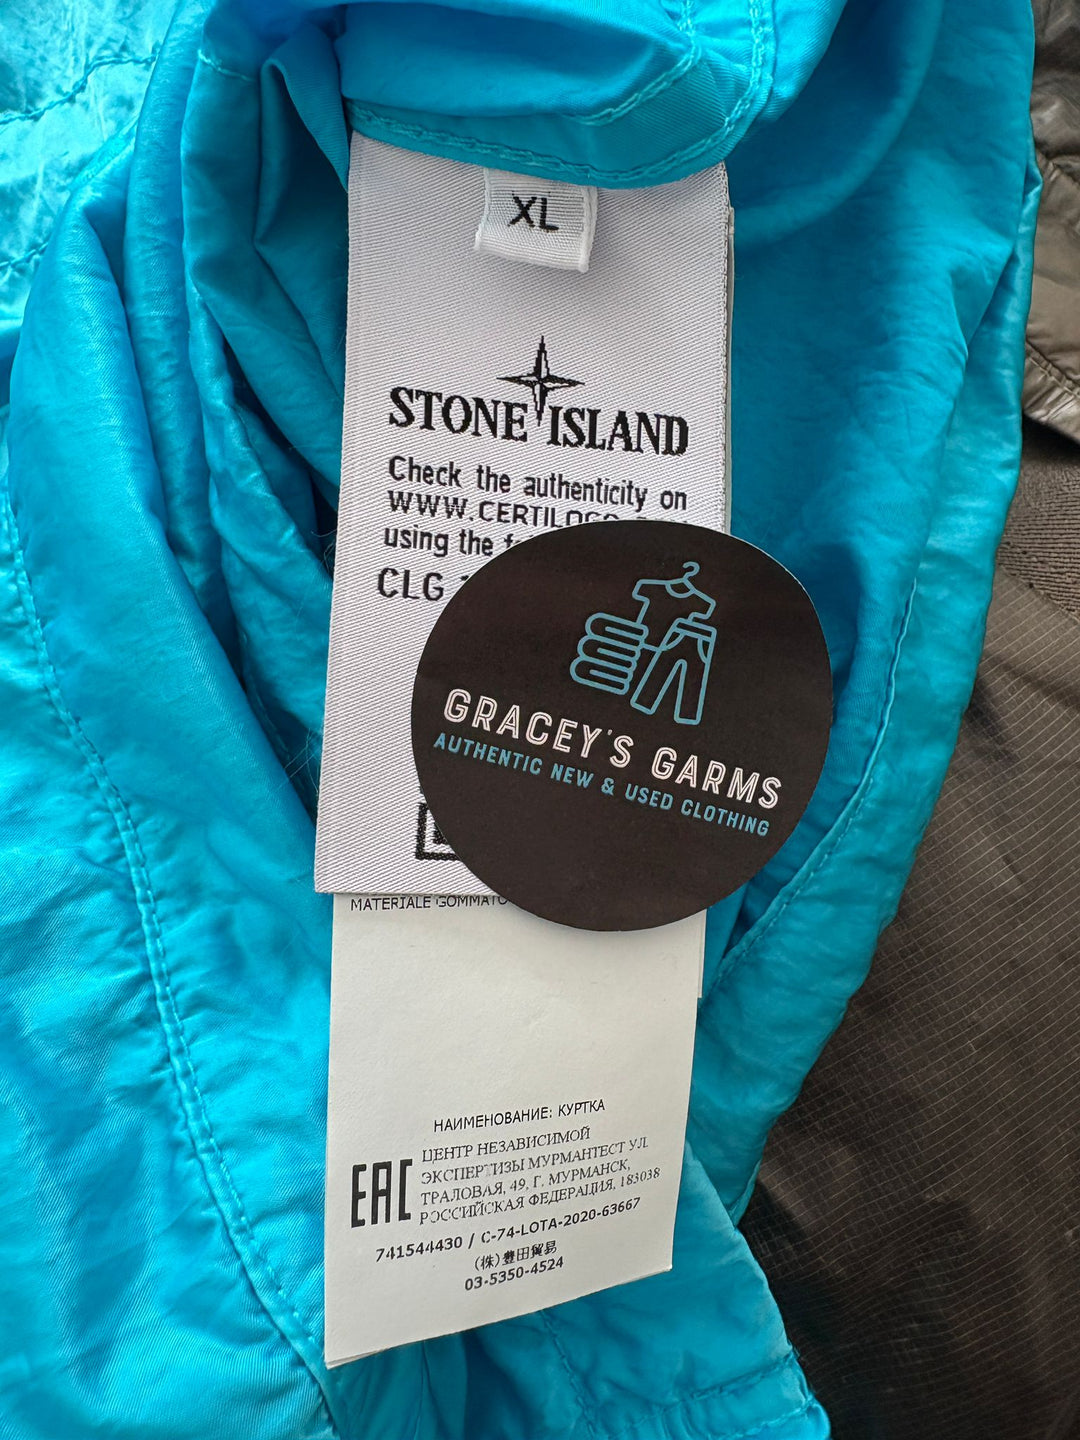 XL
STONE ISLAND
Check the authenticity on
WWW.CERTILOGO
using the
CLG
GRACEY'S GARMS
AUTHENTIC NEW & USED CLOTHING
MATERIALE GOMMATO
НАИМЕНОВАНИЕ: КУРТКА
EAC
ЦЕНТР НЕЗАВИСИМОЙ
ЭКСПЕРТИЗЫ МУРМАНТЕСТ УЛ.
ТРАЛОВАЯ, 49, Г. МУРМАНСК,
РОССИЙСКАЯ ФЕДЕРАЦИЯ, 183038
741544430 / C-74-LOTA-2020-63667
(株)豊田貿易
03-5350-4524